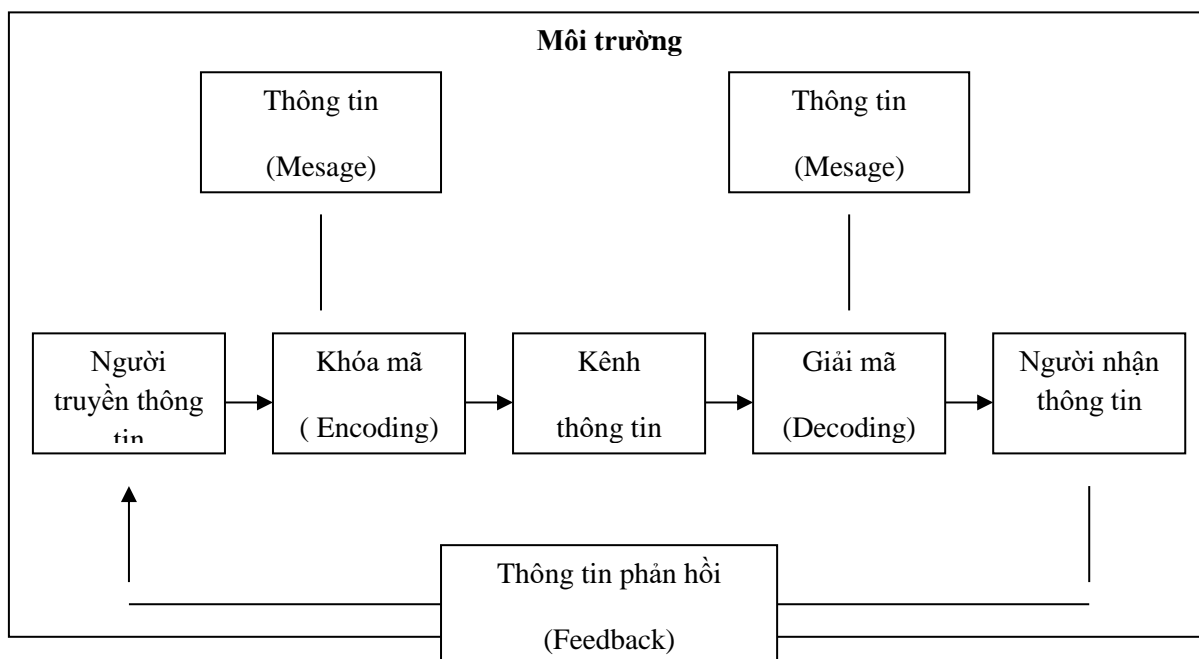 Môi trường
Thông tin
(Mesage)
Thông tin
(Mesage)
Người
truyền thông
tin
Khóa mã
( Encoding)
Kênh
thông tin
Giải mã
(Decoding)
Người nhận
thông tin
Thông tin phản hồi
(Feedback)